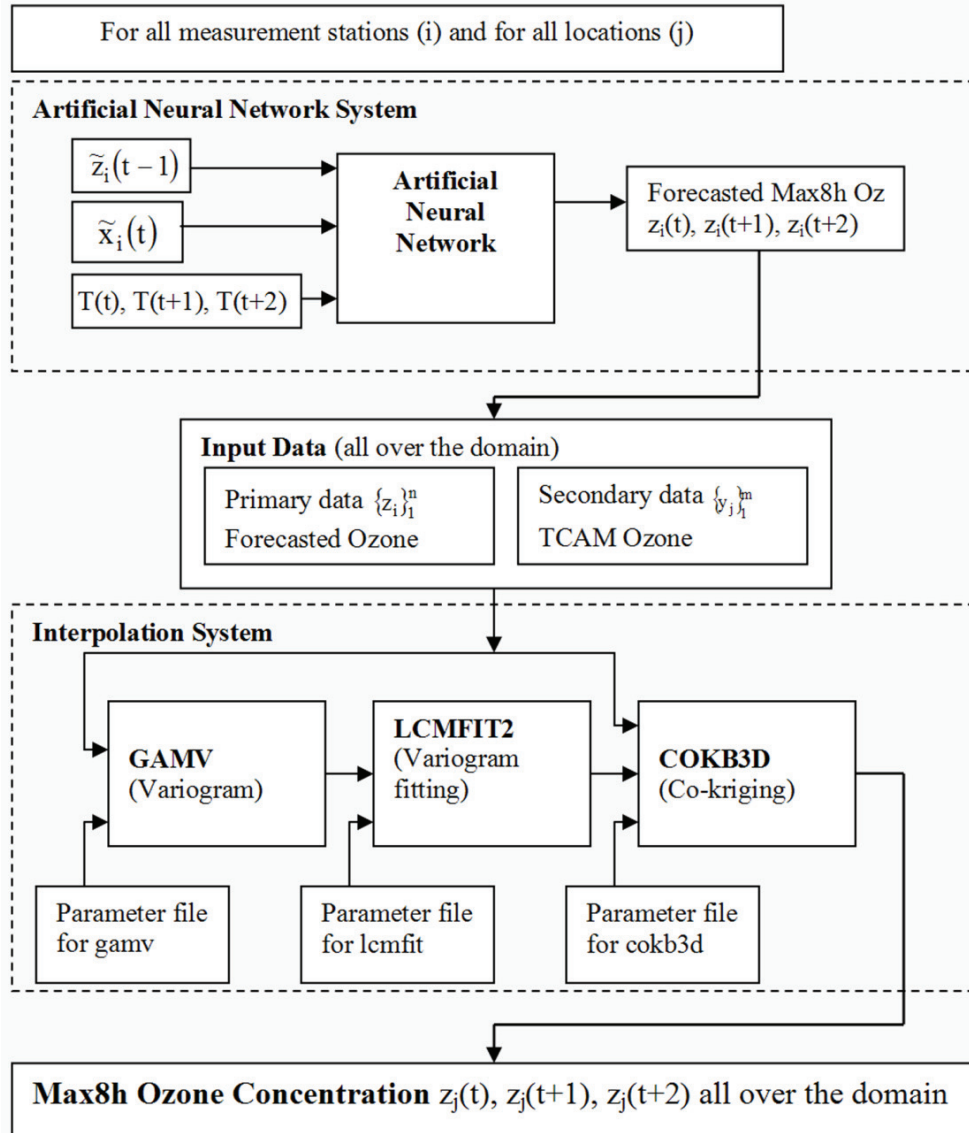 For all measurement stations (i) and for all locations (j)
Artificial Neural Network System
z̃ᵢ(t − 1)
x̃ᵢ(t)
T(t), T(t+1), T(t+2)
Artificial
Neural
Network
Forecasted Max8h Oz
zᵢ(t), zᵢ(t+1), zᵢ(t+2)
Input Data (all over the domain)
Primary data {zᵢ}₁ⁿ
Forecasted Ozone
Secondary data {yⱼ}₁ᵐ
TCAM Ozone
Interpolation System
GAMV
(Variogram)
LCMFIT2
(Variogram
fitting)
COKB3D
(Co-kriging)
Parameter file
for gamv
Parameter file
for lcmfit
Parameter file
for cokb3d
Max8h Ozone Concentration zⱼ(t), zⱼ(t+1), zⱼ(t+2) all over the domain